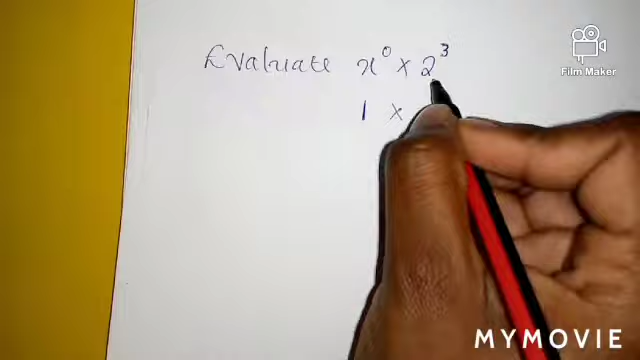 Evaluate x⁰ × 2³
1 ×
Film Maker
MYMOVIE